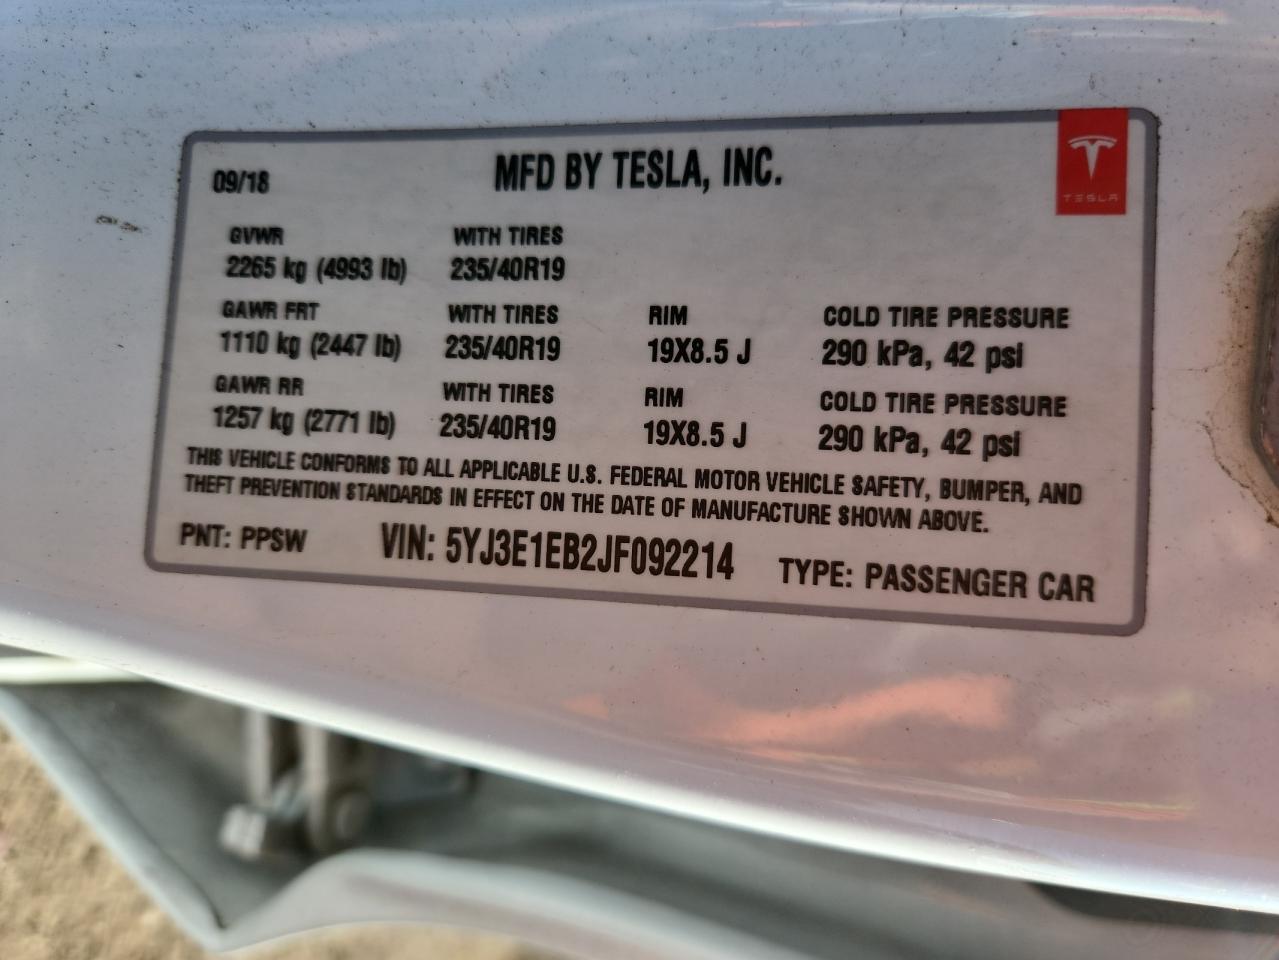 09/18 MFD BY TESLA, INC.
TESLA
GVWR WITH TIRES
2265 kg (4993 lb) 235/40R19
GAWR FRT WITH TIRES RIM COLD TIRE PRESSURE
1110 kg (2447 lb) 235/40R19 19X8.5 J 290 kPa, 42 psi
GAWR RR WITH TIRES RIM COLD TIRE PRESSURE
1257 kg (2771 lb) 235/40R19 19X8.5 J 290 kPa, 42 psi
THIS VEHICLE CONFORMS TO ALL APPLICABLE U.S. FEDERAL MOTOR VEHICLE SAFETY, BUMPER, AND
THEFT PREVENTION STANDARDS IN EFFECT ON THE DATE OF MANUFACTURE SHOWN ABOVE.
PNT: PPSW VIN: 5YJ3E1EB2JF092214 TYPE: PASSENGER CAR